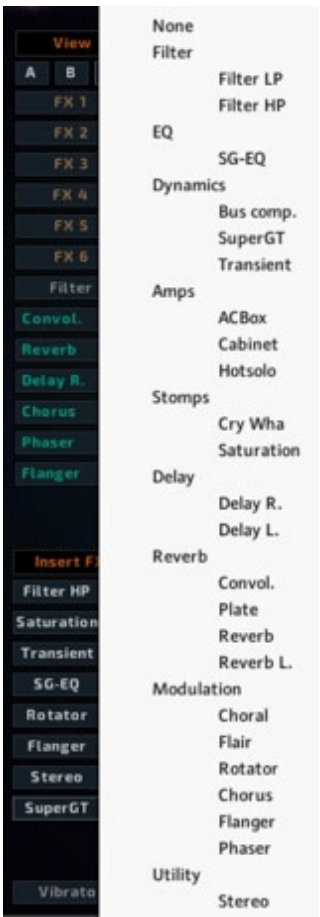 View
A B
FX 1
FX 2
FX 3
FX 4
FX 5
FX 6
Filter
Convol.
Reverb
Delay R.
Chorus
Phaser
Flanger
Insert FX
Filter HP
Saturation
Transient
SG-EQ
Rotator
Flanger
Stereo
SuperGT
Vibrato
None
Filter
Filter LP
Filter HP
EQ
SG-EQ
Dynamics
Bus comp.
SuperGT
Transient
Amps
ACBox
Cabinet
Hotsolo
Stomps
Cry Wha
Saturation
Delay
Delay R.
Delay L.
Reverb
Convol.
Plate
Reverb
Reverb L.
Modulation
Choral
Flair
Rotator
Chorus
Flanger
Phaser
Utility
Stereo